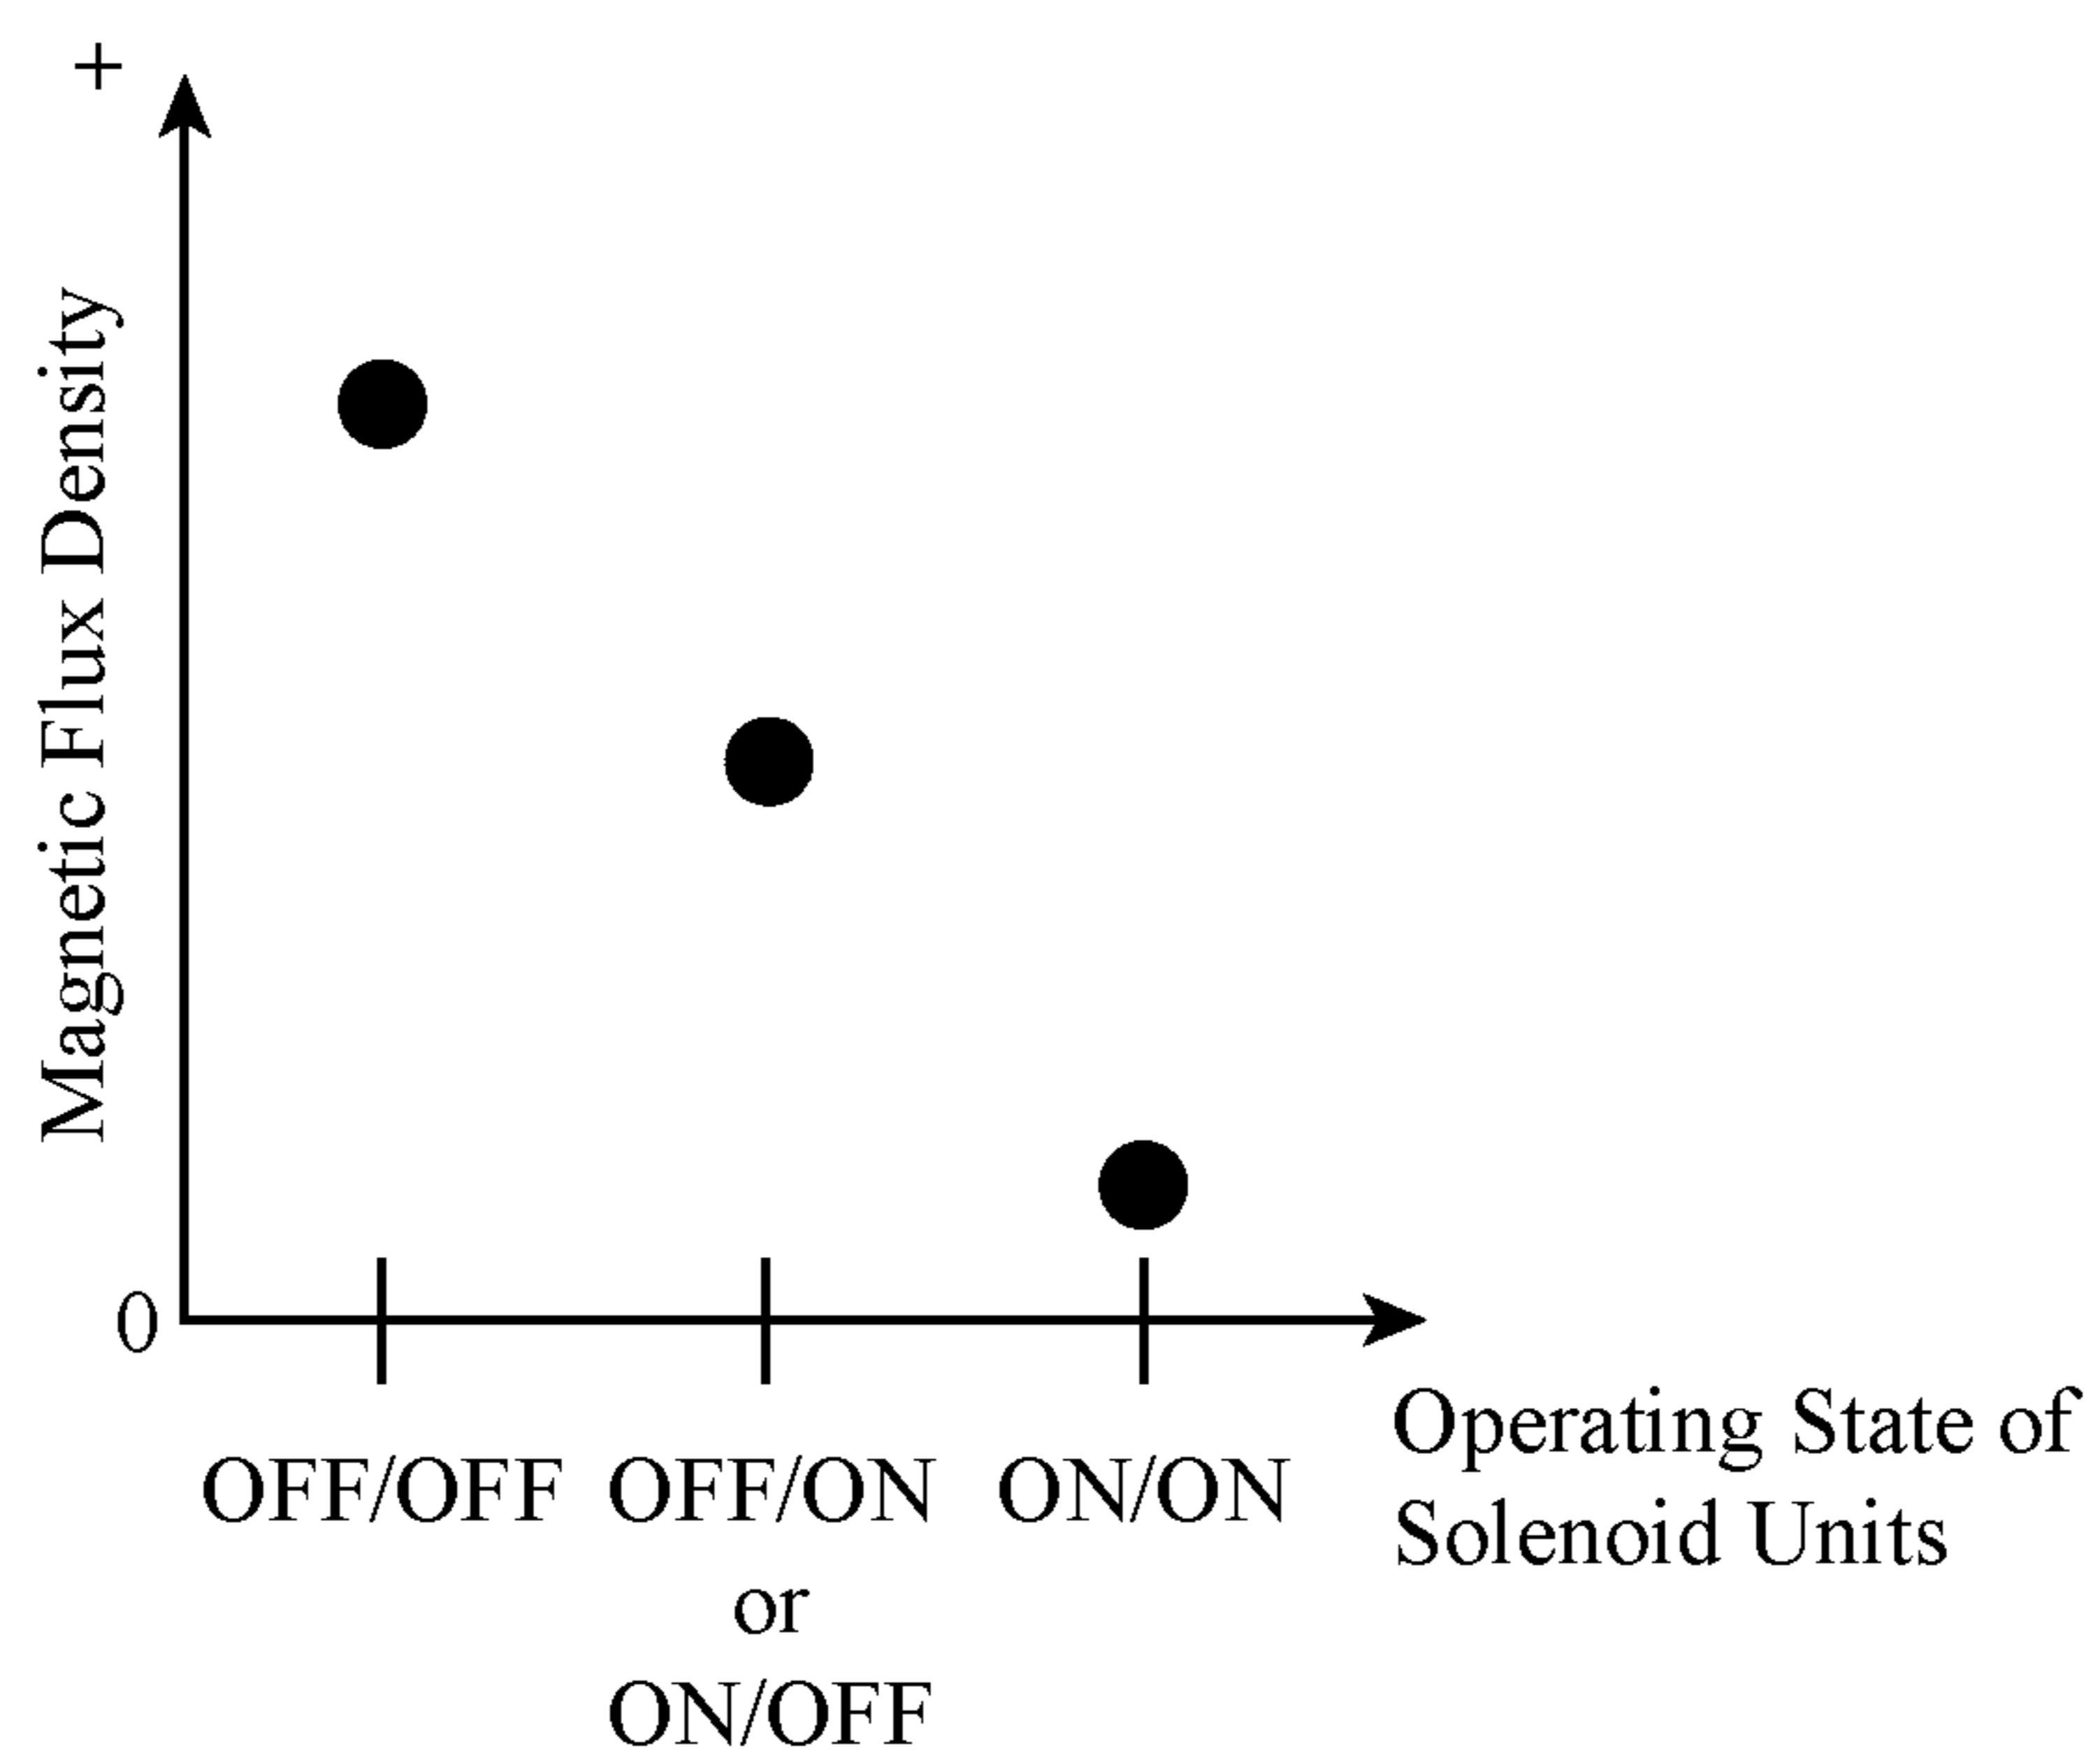 +
Magnetic Flux Density
0
OFF/OFF OFF/ON ON/ON
or
ON/OFF
Operating State of
Solenoid Units